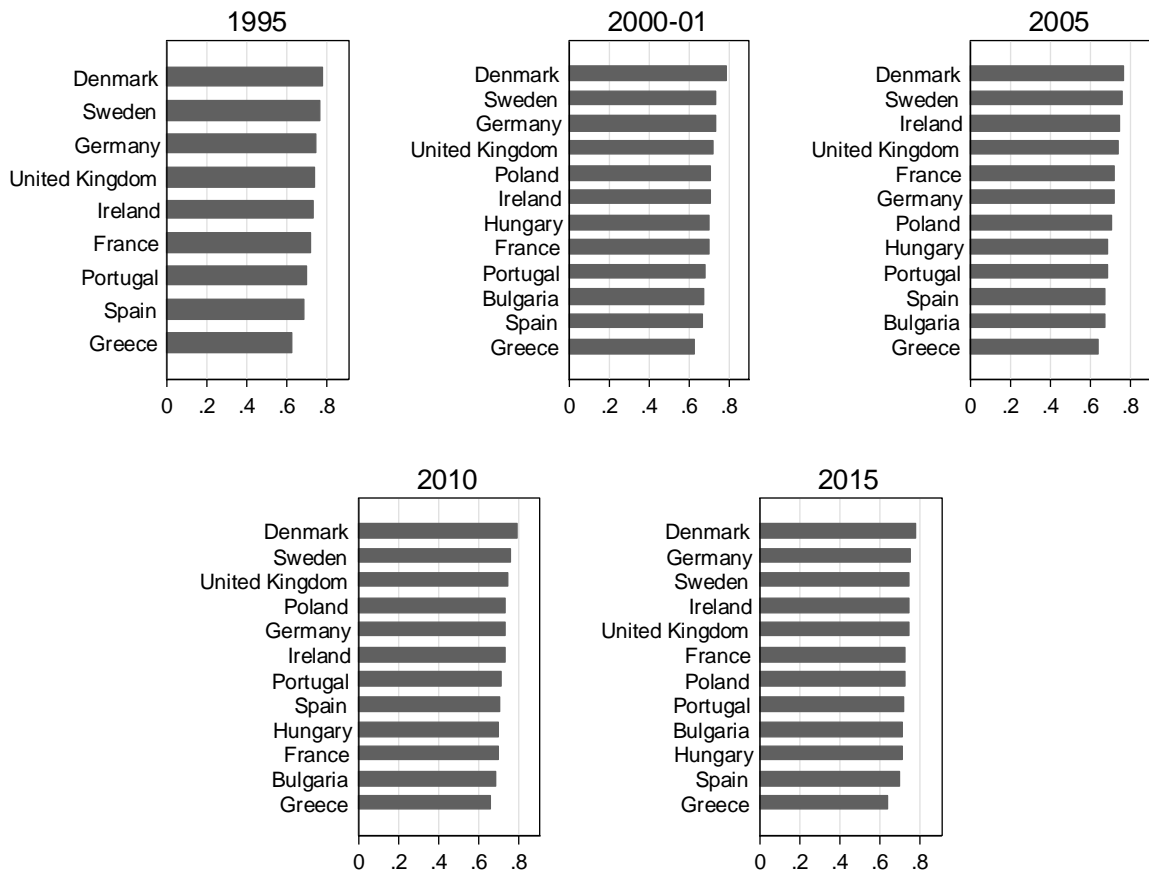 1995
Denmark
Sweden
Germany
United Kingdom
Ireland
France
Portugal
Spain
Greece
0 .2 .4 .6 .8
2000-01
Denmark
Sweden
Germany
United Kingdom
Poland
Ireland
Hungary
France
Portugal
Bulgaria
Spain
Greece
0 .2 .4 .6 .8
2005
Denmark
Sweden
Ireland
United Kingdom
France
Germany
Poland
Hungary
Portugal
Spain
Bulgaria
Greece
0 .2 .4 .6 .8
2010
Denmark
Sweden
United Kingdom
Poland
Germany
Ireland
Portugal
Spain
Hungary
France
Bulgaria
Greece
0 .2 .4 .6 .8
2015
Denmark
Germany
Sweden
Ireland
United Kingdom
France
Poland
Portugal
Bulgaria
Hungary
Spain
Greece
0 .2 .4 .6 .8